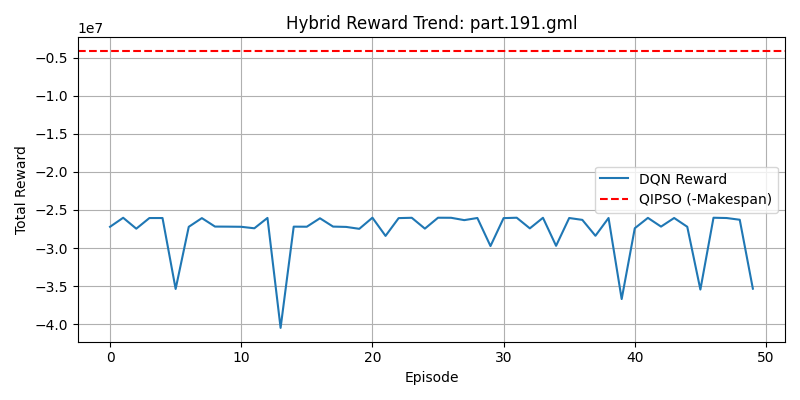 Hybrid Reward Trend: part.191.gml
1e7
−0.5
−1.0
−1.5
−2.0
−2.5
−3.0
−3.5
−4.0
Total Reward
DQN Reward
QIPSO (-Makespan)
0 10 20 30 40 50
Episode